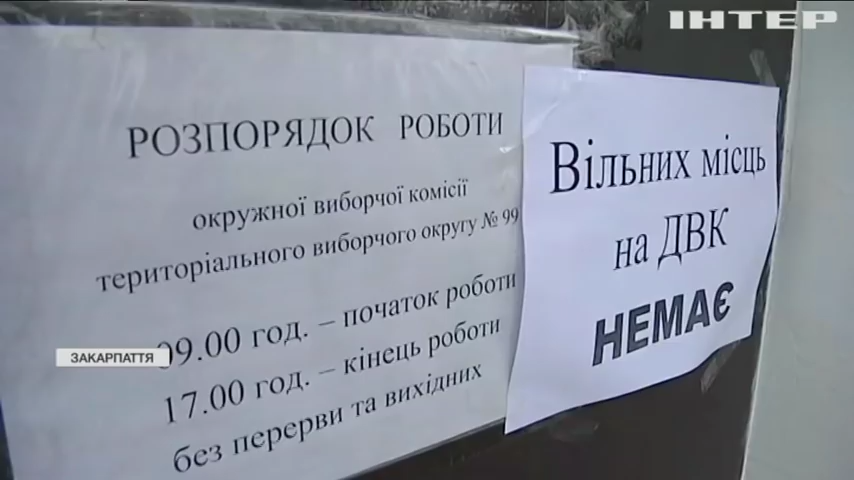 ІНТЕР
РОЗПОРЯДОК РОБОТИ
окружної виборчої комісії
територіального виборчого округу № 99
09.00 год. – початок роботи
17.00 год. – кінець роботи
без перерви та вихідних
Вільних місць
на ДВК
НЕМАЄ
ЗАКАРПАТТЯ